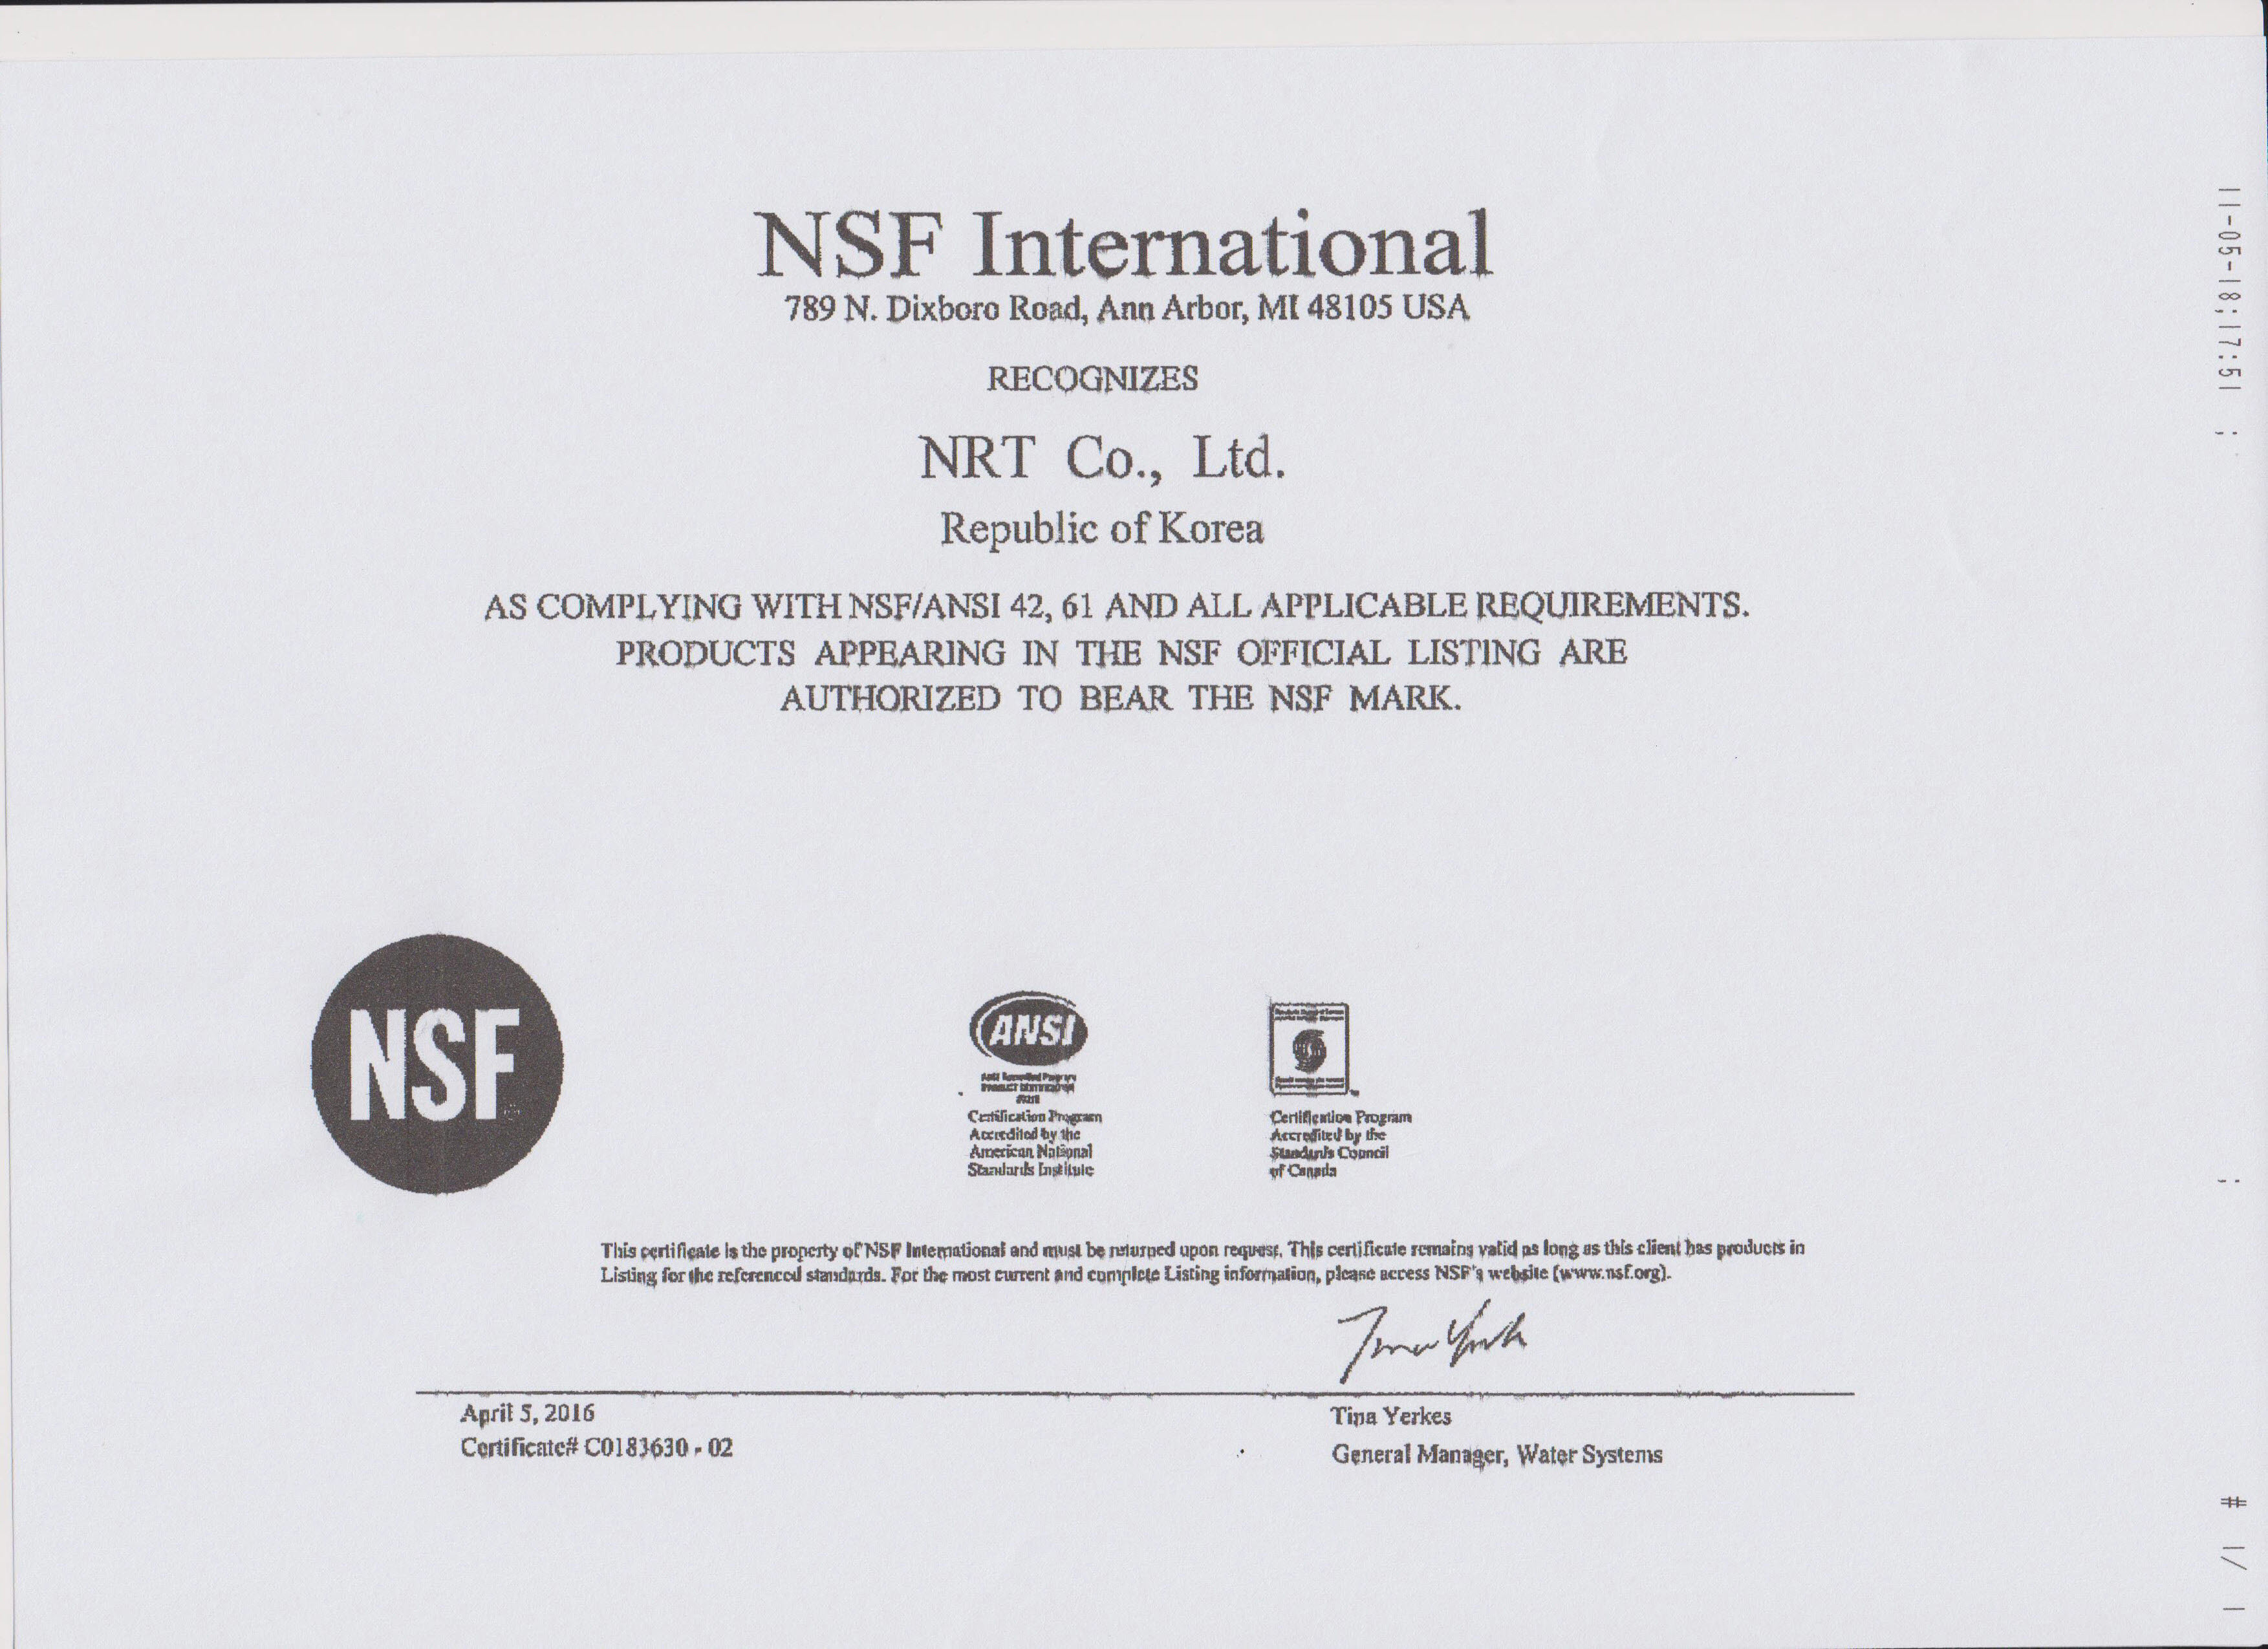 NSF International
789 N. Dixboro Road, Ann Arbor, MI 48105 USA
RECOGNIZES
NRT Co., Ltd.
Republic of Korea
AS COMPLYING WITH NSF/ANSI 42, 61 AND ALL APPLICABLE REQUIREMENTS.
PRODUCTS APPEARING IN THE NSF OFFICIAL LISTING ARE
AUTHORIZED TO BEAR THE NSF MARK.
NSF
ANSI
Certification Program
Accredited by the
American National
Standards Institute
Certification Program
Accredited by the
Standards Council
of Canada
This certificate is the property of NSF International and must be returned upon request. This certificate remains valid as long as this client has products in
Listing for the referenced standards. For the most current and complete Listing information, please access NSF's website (www.nsf.org).
April 5, 2016
Certificate# C0183630 - 02
Tina Yerkes
General Manager, Water Systems
11-05-18;17:51 ;
;
# 1/ 1